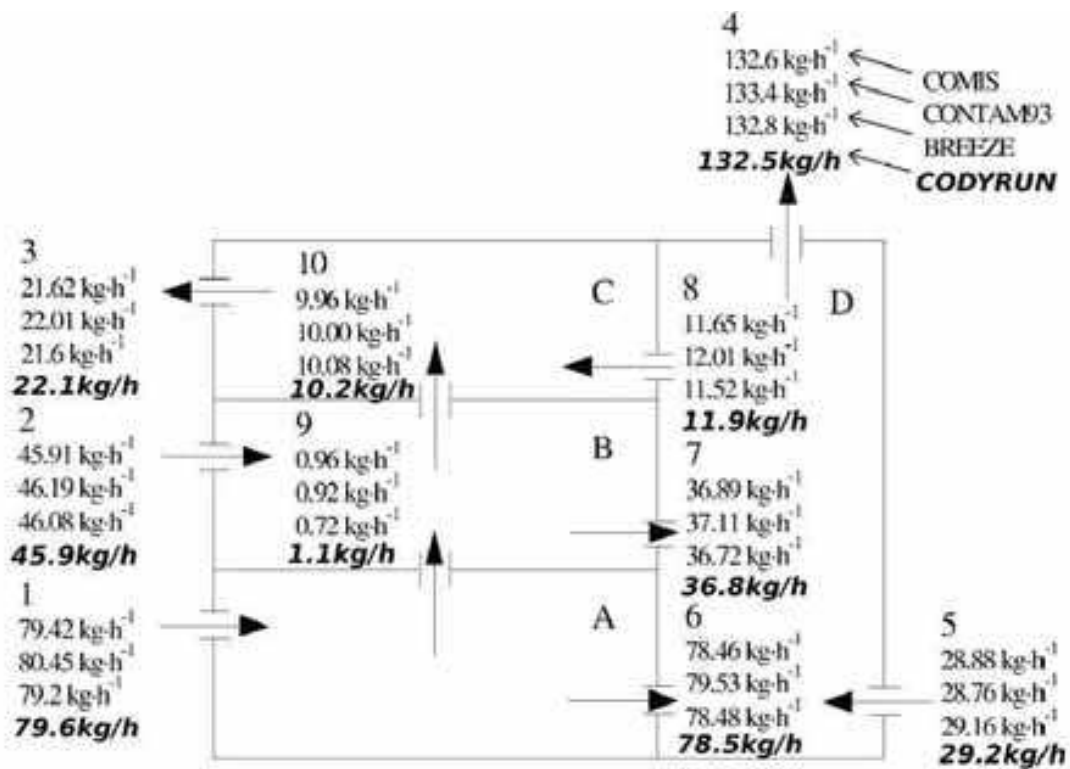 4
132.6 kg·h⁻¹
133.4 kg·h⁻¹
132.8 kg·h⁻¹
132.5kg/h
COMIS
CONTAM93
BREEZE
CODYRUN
3
21.62 kg·h⁻¹
22.01 kg·h⁻¹
21.6 kg·h⁻¹
22.1kg/h
10
9.96 kg·h⁻¹
10.00 kg·h⁻¹
10.08 kg·h⁻¹
10.2kg/h
C
8
11.65 kg·h⁻¹
12.01 kg·h⁻¹
11.52 kg·h⁻¹
11.9kg/h
D
2
45.91 kg·h⁻¹
46.19 kg·h⁻¹
46.08 kg·h⁻¹
45.9kg/h
9
0.96 kg·h⁻¹
0.92 kg·h⁻¹
0.72 kg·h⁻¹
1.1kg/h
B
7
36.89 kg·h⁻¹
37.11 kg·h⁻¹
36.72 kg·h⁻¹
36.8kg/h
1
79.42 kg·h⁻¹
80.45 kg·h⁻¹
79.2 kg·h⁻¹
79.6kg/h
A
6
78.46 kg·h⁻¹
79.53 kg·h⁻¹
78.48 kg·h⁻¹
78.5kg/h
5
28.88 kg·h⁻¹
28.76 kg·h⁻¹
29.16 kg·h⁻¹
29.2kg/h